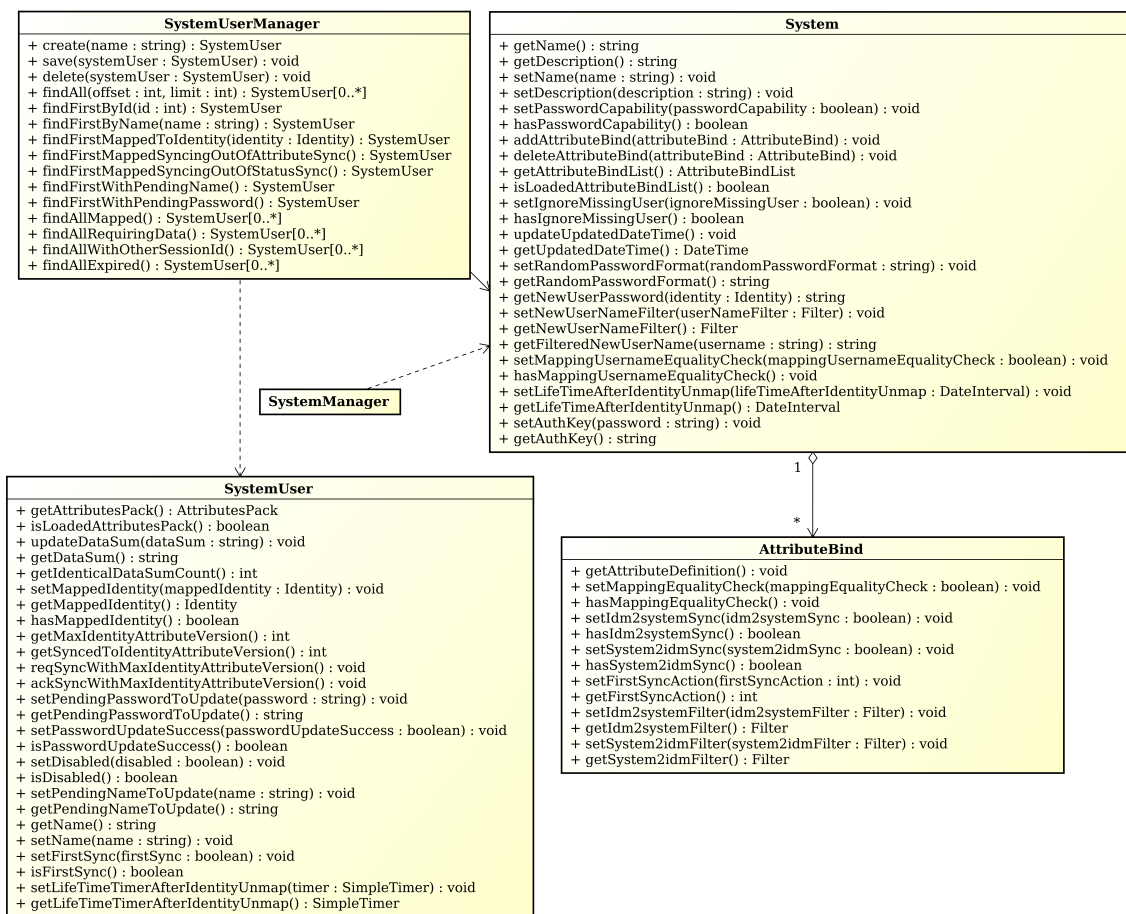 SystemUserManager
+ create(name : string) : SystemUser
+ save(systemUser : SystemUser) : void
+ delete(systemUser : SystemUser) : void
+ findAll(offset : int, limit : int) : SystemUser[0..*]
+ findFirstById(id : int) : SystemUser
+ findFirstByName(name : string) : SystemUser
+ findFirstMappedToIdentity(identity : Identity) : SystemUser
+ findFirstMappedSyncingOutOfAttributeSync() : SystemUser
+ findFirstMappedSyncingOutOfStatusSync() : SystemUser
+ findFirstWithPendingName() : SystemUser
+ findFirstWithPendingPassword() : SystemUser
+ findAllMapped() : SystemUser[0..*]
+ findAllRequiringData() : SystemUser[0..*]
+ findAllWithOtherSessionId() : SystemUser[0..*]
+ findAllExpired() : SystemUser[0..*]
System
+ getName() : string
+ getDescription() : string
+ setName(name : string) : void
+ setDescription(description : string) : void
+ setPasswordCapability(passwordCapability : boolean) : void
+ hasPasswordCapability() : boolean
+ addAttributeBind(attributeBind : AttributeBind) : void
+ deleteAttributeBind(attributeBind : AttributeBind) : void
+ getAttributeBindList() : AttributeBindList
+ isLoadedAttributeBindList() : boolean
+ setIgnoreMissingUser(ignoreMissingUser : boolean) : void
+ hasIgnoreMissingUser() : boolean
+ updateUpdatedDateTime() : void
+ getUpdatedDateTime() : DateTime
+ setRandomPasswordFormat(randomPasswordFormat : string) : void
+ getRandomPasswordFormat() : string
+ getNewUserPassword(identity : Identity) : string
+ setNewUserNameFilter(userNameFilter : Filter) : void
+ getNewUserNameFilter() : Filter
+ getFilteredNewUserName(username : string) : string
+ setMappingUsernameEqualityCheck(mappingUsernameEqualityCheck : boolean) : void
+ hasMappingUsernameEqualityCheck() : void
+ setLifeTimeAfterIdentityUnmap(lifeTimeAfterIdentityUnmap : DateInterval) : void
+ getLifeTimeAfterIdentityUnmap() : DateInterval
+ setAuthKey(password : string) : void
+ getAuthKey() : string
SystemManager
1
*
SystemUser
+ getAttributesPack() : AttributesPack
+ isLoadedAttributesPack() : boolean
+ updateDataSum(dataSum : string) : void
+ getDataSum() : string
+ getIdenticalDataSumCount() : int
+ setMappedIdentity(mappedIdentity : Identity) : void
+ getMappedIdentity() : Identity
+ hasMappedIdentity() : boolean
+ getMaxIdentityAttributeVersion() : int
+ getSyncedToIdentityAttributeVersion() : int
+ reqSyncWithMaxIdentityAttributeVersion() : void
+ ackSyncWithMaxIdentityAttributeVersion() : void
+ setPendingPasswordToUpdate(password : string) : void
+ getPendingPasswordToUpdate() : string
+ setPasswordUpdateSuccess(passwordUpdateSuccess : boolean) : void
+ isPasswordUpdateSuccess() : boolean
+ setDisabled(disabled : boolean) : void
+ isDisabled() : boolean
+ setPendingNameToUpdate(name : string) : void
+ getPendingNameToUpdate() : string
+ getName() : string
+ setName(name : string) : void
+ setFirstSync(firstSync : boolean) : void
+ isFirstSync() : boolean
+ setLifeTimeTimerAfterIdentityUnmap(timer : SimpleTimer) : void
+ getLifeTimeTimerAfterIdentityUnmap() : SimpleTimer
AttributeBind
+ getAttributeDefinition() : void
+ setMappingEqualityCheck(mappingEqualityCheck : boolean) : void
+ hasMappingEqualityCheck() : void
+ setIdm2systemSync(idm2systemSync : boolean) : void
+ hasIdm2systemSync() : boolean
+ setSystem2idmSync(system2idmSync : boolean) : void
+ hasSystem2idmSync() : boolean
+ setFirstSyncAction(firstSyncAction : int) : void
+ getFirstSyncAction() : int
+ setIdm2systemFilter(idm2systemFilter : Filter) : void
+ getIdm2systemFilter() : Filter
+ setSystem2idmFilter(system2idmFilter : Filter) : void
+ getSystem2idmFilter() : Filter